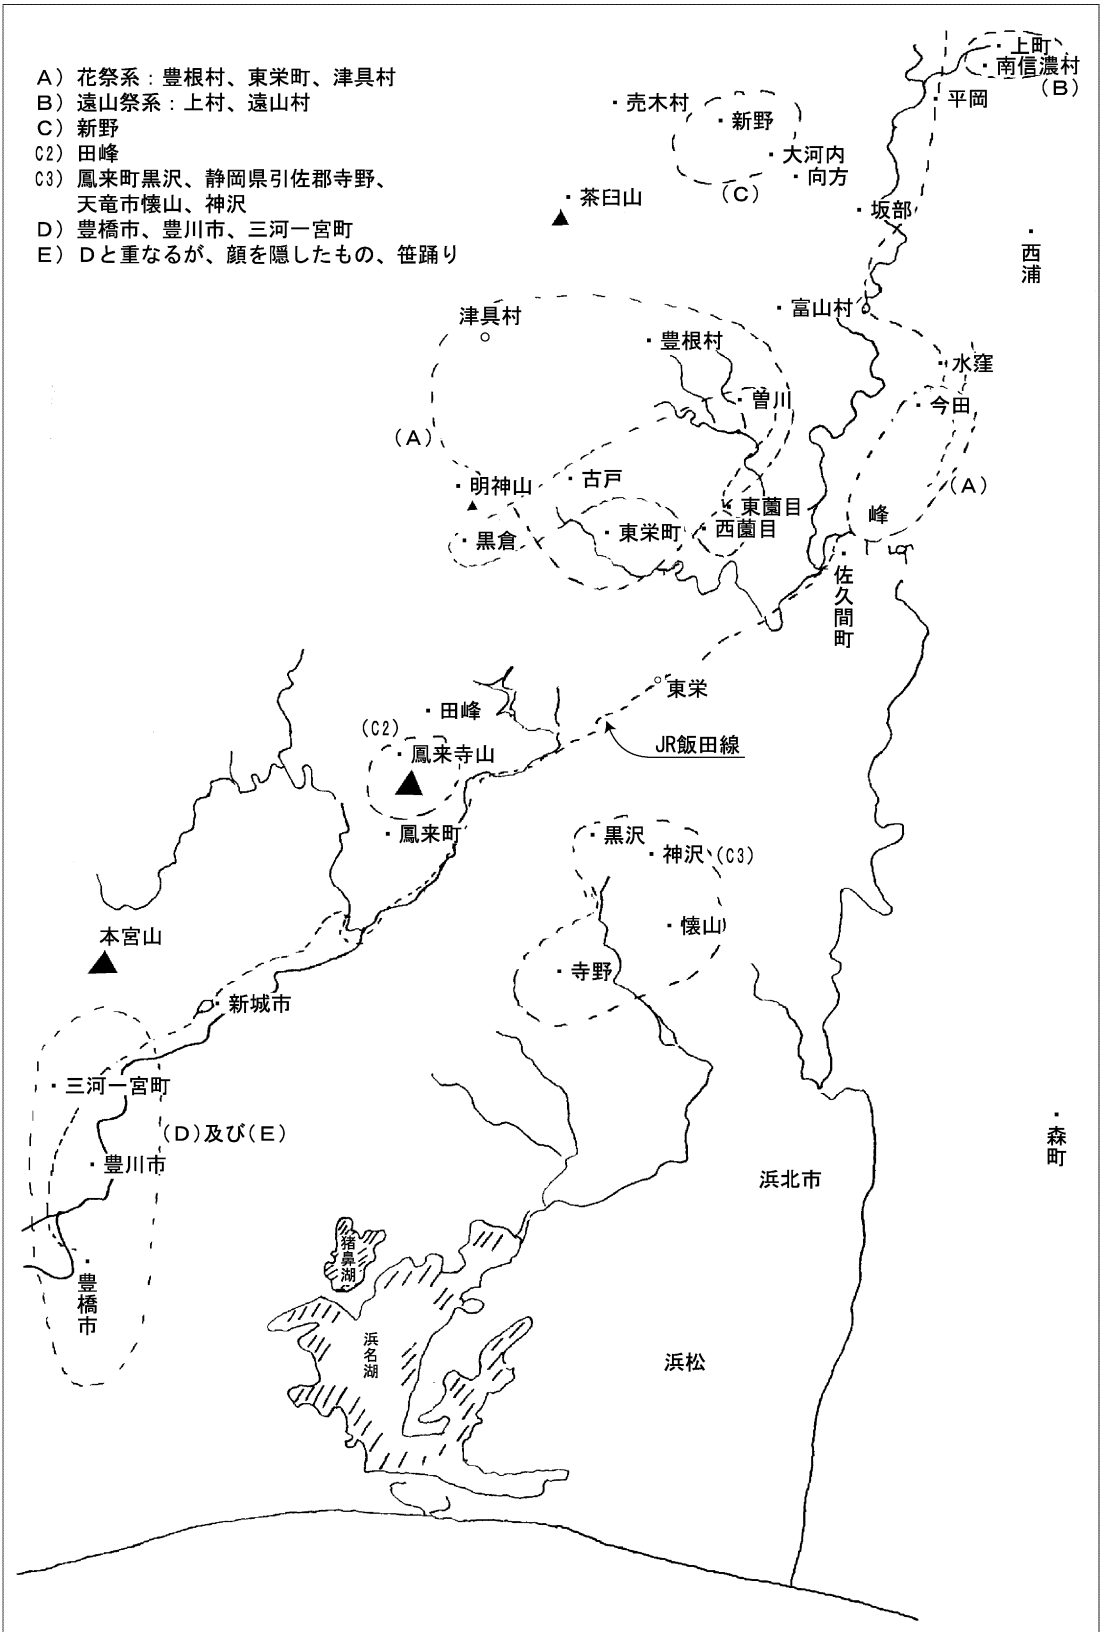 A）花祭系：豊根村、東栄町、津具村
B）遠山祭系：上村、遠山村
C）新野
C2）田峰
C3）鳳来町黒沢、静岡県引佐郡寺野、
天竜市懐山、神沢
D）豊橋市、豊川市、三河一宮町
E）Dと重なるが、顔を隠したもの、笹踊り
上町
南信濃村
（B）
平岡
売木村
新野
大河内
向方
（C）
茶臼山
坂部
西浦
富山村
津具村
豊根村
水窪
曽川
今田
（A）
古戸
明神山
（A）
東薗目
峰
西薗目
東栄町
黒倉
佐久間町
東栄
田峰
（C2）
JR飯田線
鳳来寺山
鳳来町
黒沢
神沢
（C3）
懐山
本宮山
寺野
新城市
三河一宮町
（D）及び（E）
森町
豊川市
浜北市
猪鼻湖
豊橋市
浜名湖
浜松